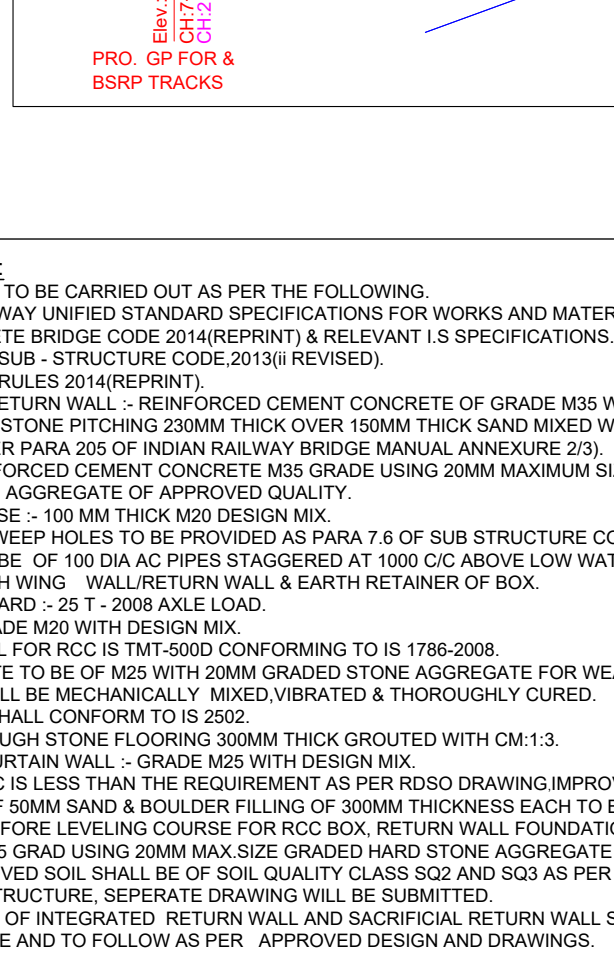 Elev.:
CH:7
CH:2
PRO. GP FOR &
BSRP TRACKS
:
TO BE CARRIED OUT AS PER THE FOLLOWING.
WAY UNIFIED STANDARD SPECIFICATIONS FOR WORKS AND MATER
TE BRIDGE CODE 2014(REPRINT) & RELEVANT I.S SPECIFICATIONS.
SUB - STRUCTURE CODE,2013(ii REVISED).
RULES 2014(REPRINT).
ETURN WALL :- REINFORCED CEMENT CONCRETE OF GRADE M35 W
STONE PITCHING 230MM THICK OVER 150MM THICK SAND MIXED W
ER PARA 205 OF INDIAN RAILWAY BRIDGE MANUAL ANNEXURE 2/3).
FORCED CEMENT CONCRETE M35 GRADE USING 20MM MAXIMUM SI
AGGREGATE OF APPROVED QUALITY.
SE :- 100 MM THICK M20 DESIGN MIX.
WEEP HOLES TO BE PROVIDED AS PARA 7.6 OF SUB STRUCTURE CO
BE OF 100 DIA AC PIPES STAGGERED AT 1000 C/C ABOVE LOW WAT
H WING WALL/RETURN WALL & EARTH RETAINER OF BOX.
ARD :- 25 T - 2008 AXLE LOAD.
ADE M20 WITH DESIGN MIX.
L FOR RCC IS TMT-500D CONFORMING TO IS 1786-2008.
TE TO BE OF M25 WITH 20MM GRADED STONE AGGREGATE FOR WEA
LL BE MECHANICALLY MIXED,VIBRATED & THOROUGHLY CURED.
HALL CONFORM TO IS 2502.
UGH STONE FLOORING 300MM THICK GROUTED WITH CM:1:3.
URTAIN WALL :- GRADE M25 WITH DESIGN MIX.
C IS LESS THAN THE REQUIREMENT AS PER RDSO DRAWING,IMPROV
F 50MM SAND & BOULDER FILLING OF 300MM THICKNESS EACH TO B
EFORE LEVELING COURSE FOR RCC BOX, RETURN WALL FOUNDATIO
5 GRAD USING 20MM MAX.SIZE GRADED HARD STONE AGGREGATE
VED SOIL SHALL BE OF SOIL QUALITY CLASS SQ2 AND SQ3 AS PER
TRUCTURE, SEPERATE DRAWING WILL BE SUBMITTED.
OF INTEGRATED RETURN WALL AND SACRIFICIAL RETURN WALL S
E AND TO FOLLOW AS PER APPROVED DESIGN AND DRAWINGS.